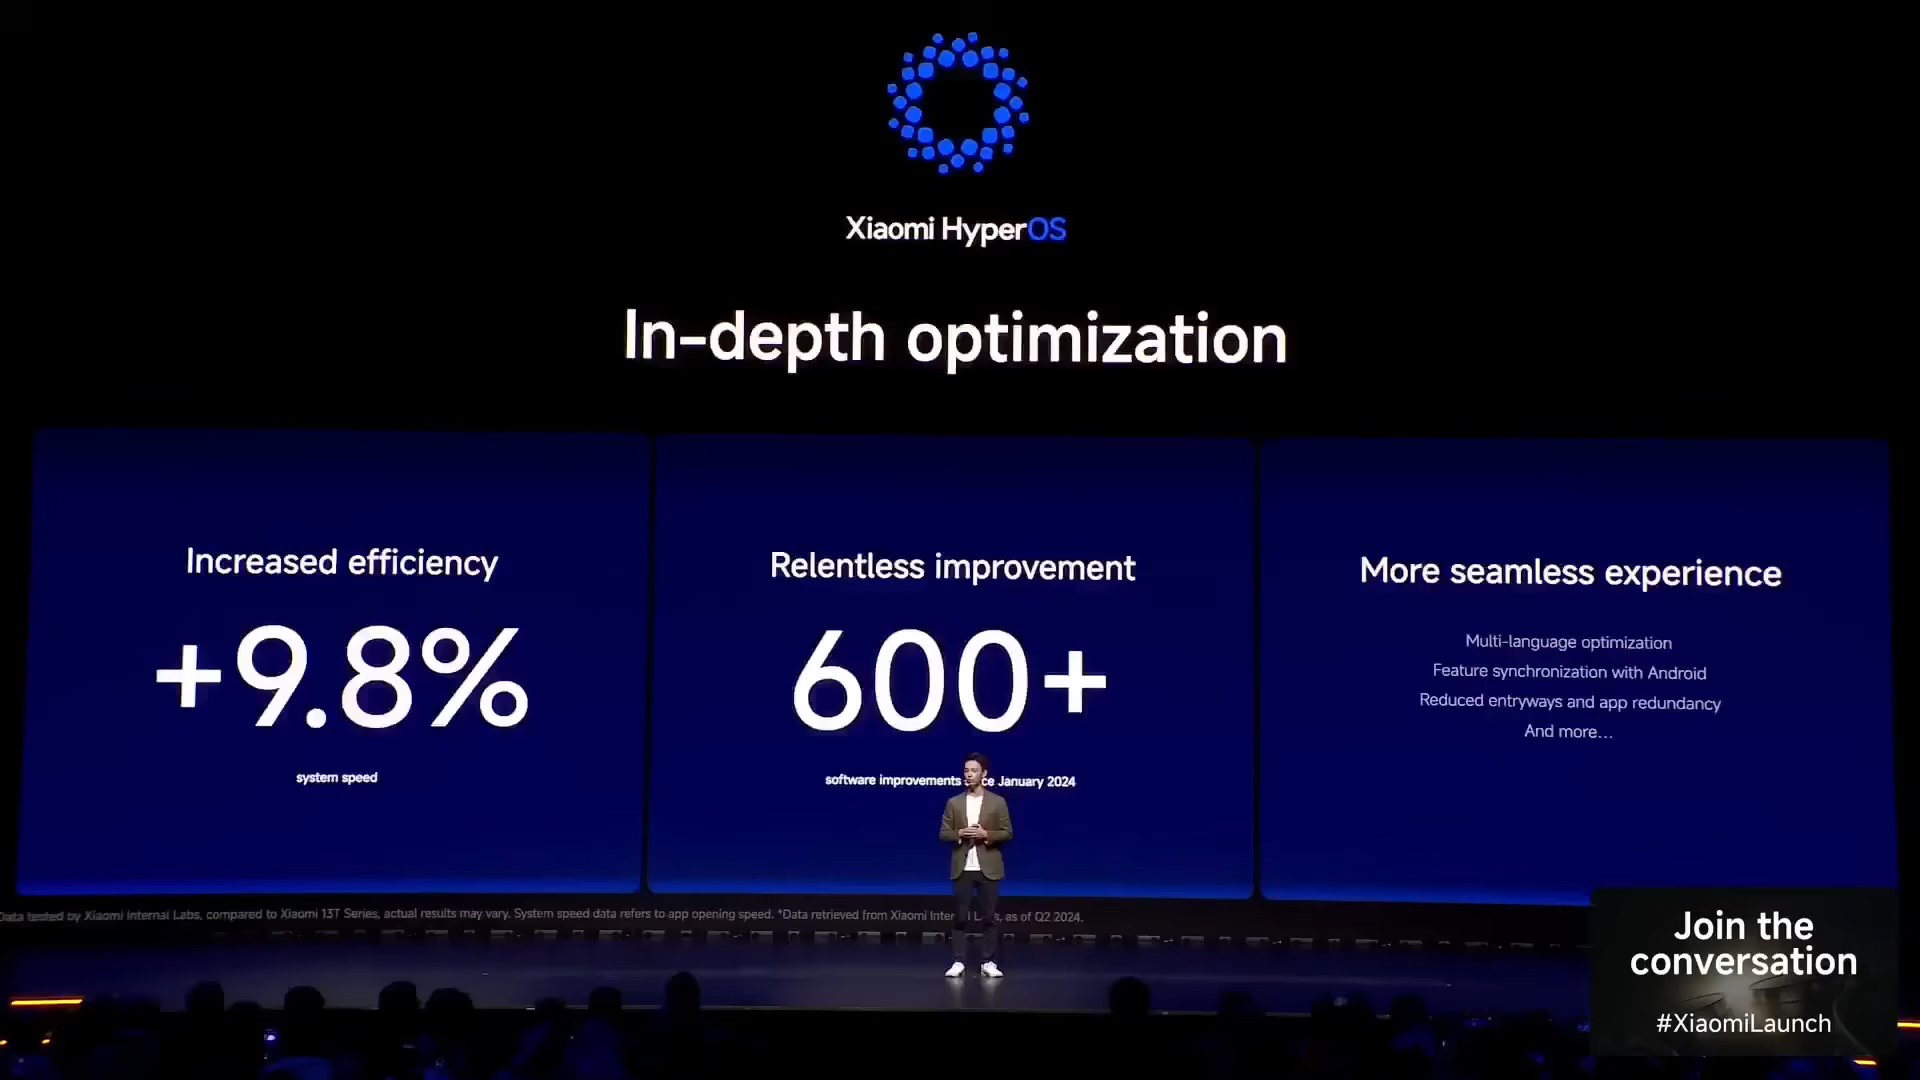 Xiaomi HyperOS
In-depth optimization
Increased efficiency
+9.8%
system speed
Relentless improvement
600+
software improvements ce January 2024
More seamless experience
Multi-language optimization
Feature synchronization with Android
Reduced entryways and app redundancy
And more...
Data tested by Xiaomi Internal Labs, compared to Xiaomi 13T Series, actual results may vary. System speed data refers to app opening speed. *Data retrieved from Xiaomi as of Q2 2024.
Join the
conversation
#XiaomiLaunch